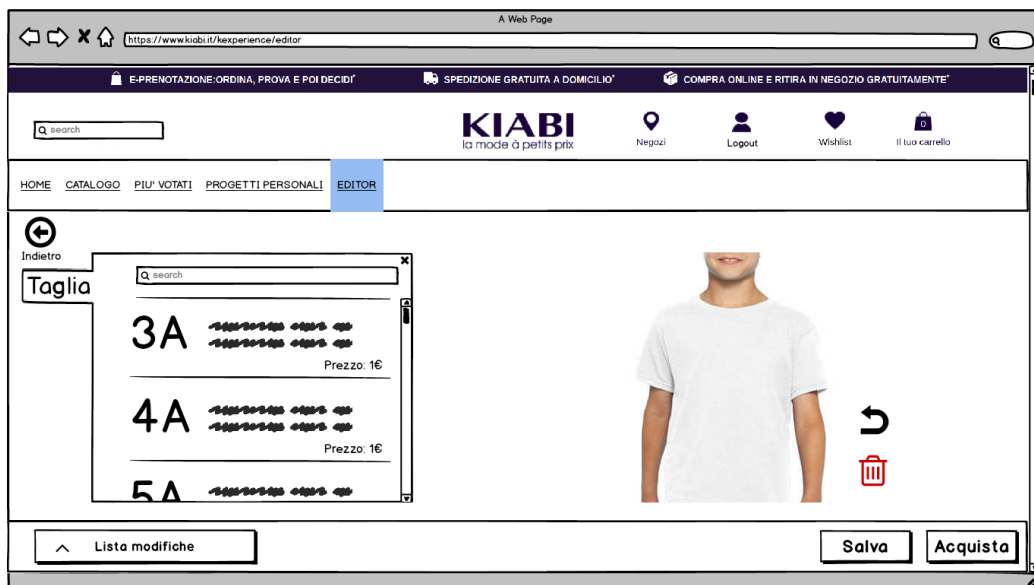 A Web Page
https://www.kiabi.it/kexperience/editor
E-PRENOTAZIONE:ORDINA, PROVA E POI DECIDI*
SPEDIZIONE GRATUITA A DOMICILIO*
COMPRA ONLINE E RITIRA IN NEGOZIO GRATUITAMENTE*
search
KIABI
la mode à petits prix
Negozi
Logout
Wishlist
0
Il tuo carrello
HOME CATALOGO PIU' VOTATI PROGETTI PERSONALI EDITOR
Indietro
Taglia
search
3A
Prezzo: 1€
4A
Prezzo: 1€
5A
Lista modifiche
Salva
Acquista